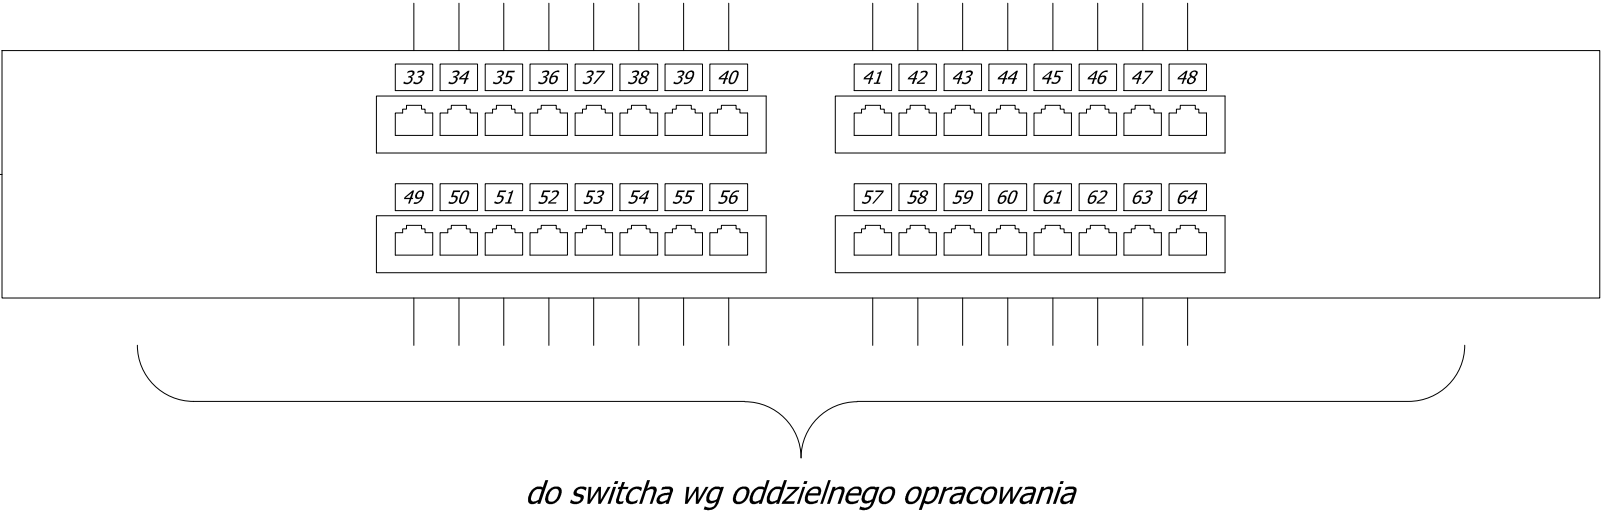 33 34 35 36 37 38 39 40 41 42 43 44 45 46 47 48
49 50 51 52 53 54 55 56 57 58 59 60 61 62 63 64
do switcha wg oddzielnego opracowania